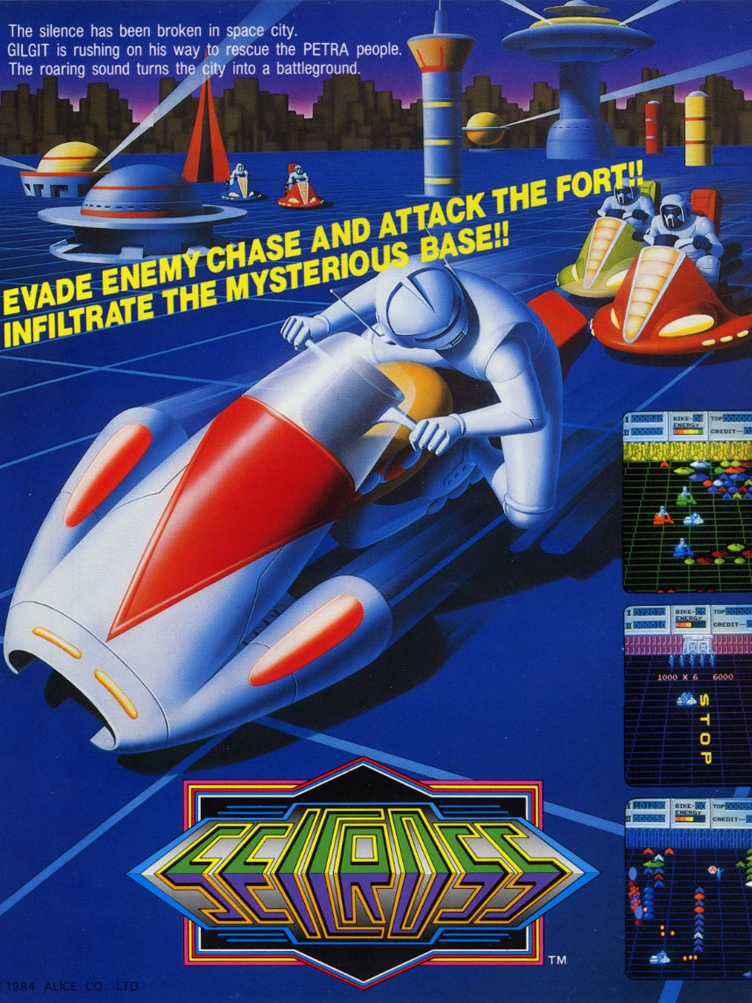 The silence has been broken in space city.
GILGIT is rushing on his way to rescue the PETRA people.
The roaring sound turns the city into a battleground.
EVADE ENEMY CHASE AND ATTACK THE FORT!!
INFILTRATE THE MYSTERIOUS BASE!!
BIKE- TOP
ENERGY CREDIT-
BIKE- TOP
ENERGY CREDIT-
1000 X 6 6000
STOP
BIKE- TOP
ENERGY CREDIT-
SEICROSS
TM
1984 ALICE CO. LTD